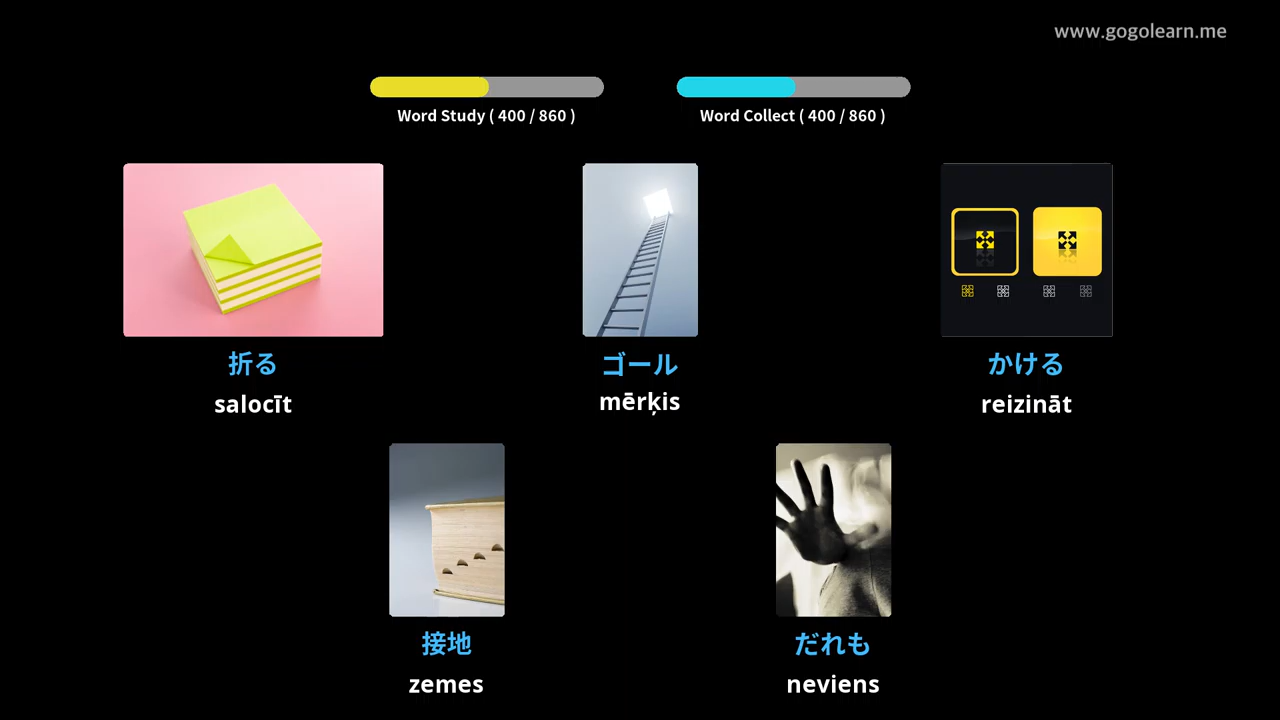 www.gogolearn.me
Word Study ( 400 / 860 )
Word Collect ( 400 / 860 )
折る
salocīt
ゴール
mērķis
かける
reizināt
接地
zemes
だれも
neviens